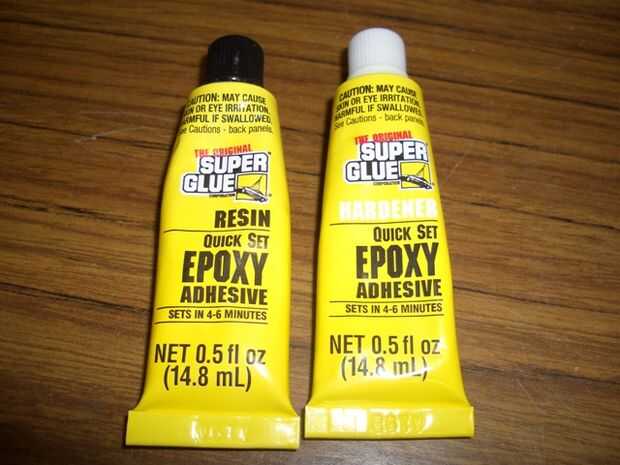 CAUTION: MAY CAUSE
SKIN OR EYE IRRITATION.
HARMFUL IF SWALLOWED.
See Cautions - back panels.
THE ORIGINAL
SUPER
GLUE
CORPORATION
RESIN
QUICK SET
EPOXY
ADHESIVE
SETS IN 4-6 MINUTES
NET 0.5 fl oz
(14.8 mL)
CAUTION: MAY CAUSE
SKIN OR EYE IRRITATION.
HARMFUL IF SWALLOWED.
See Cautions - back panels.
THE ORIGINAL
SUPER
GLUE
CORPORATION
HARDENER
QUICK SET
EPOXY
ADHESIVE
SETS IN 4-6 MINUTES
NET 0.5 fl oz
(14.8 mL)